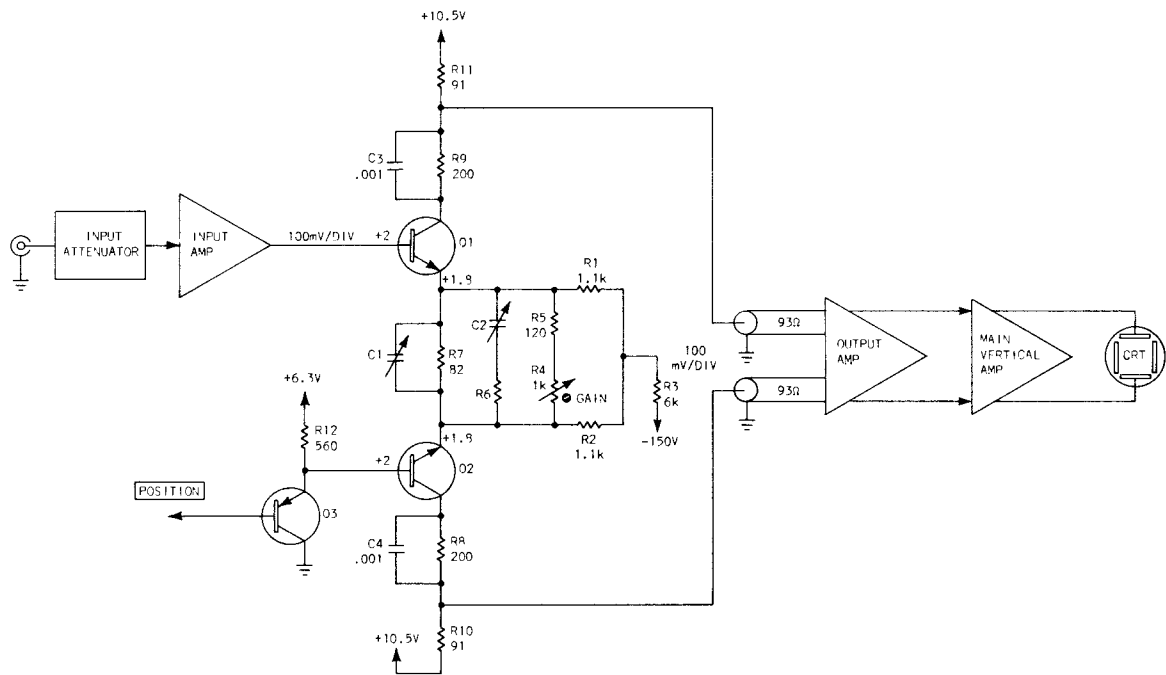 +10.5V
R11
91
C3
.001
R9
200
INPUT
ATTENUATOR
INPUT
AMP
100mV/DIV
+2
Q1
+1.8
R1
1.1k
C2
R5
120
C1
R7
82
R6
R4
1k
GAIN
R3
6k
-150V
100
mV/DIV
93Ω
93Ω
OUTPUT
AMP
MAIN
VERTICAL
AMP
CRT
+6.3V
R12
560
+1.8
R2
1.1k
+2
Q2
POSITION
Q3
C4
.001
R8
200
+10.5V
R10
91